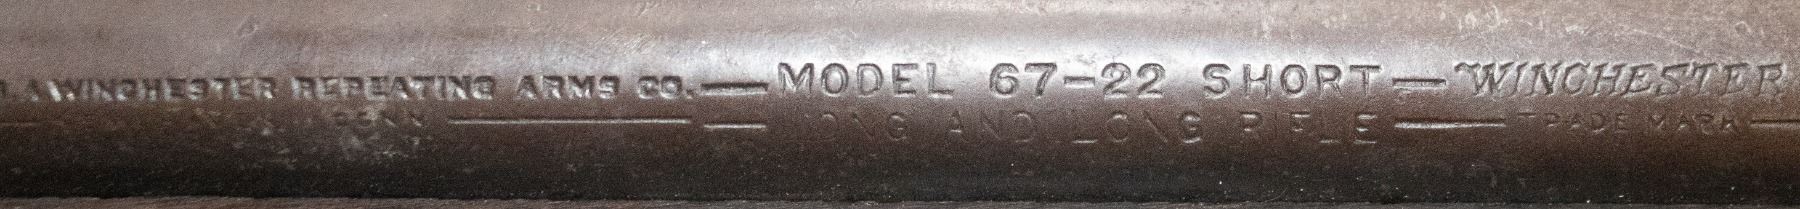 WINCHESTER REPEATING ARMS CO. — MODEL 67-22 SHORT — WINCHESTER
CONN — LONG AND LONG RIFLE — TRADE MARK —